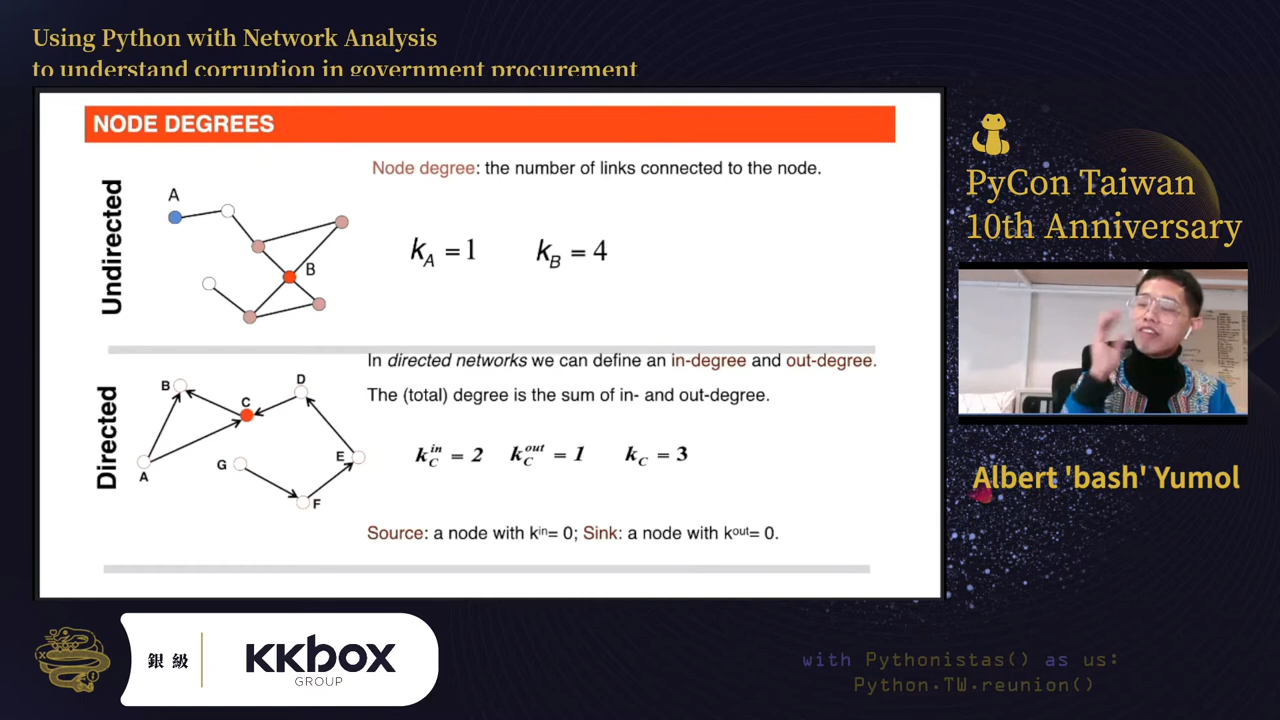 Using Python with Network Analysis
to understand corruption in government procurement
NODE DEGREES
Undirected
Node degree: the number of links connected to the node.
A
B
k_A = 1 k_B = 4
Directed
In directed networks we can define an in-degree and out-degree.
The (total) degree is the sum of in- and out-degree.
B
C
D
A
G
E
F
k_C^in = 2 k_C^out = 1 k_C = 3
Source: a node with k^in= 0; Sink: a node with k^out= 0.
PyCon Taiwan
10th Anniversary
Albert 'bash' Yumol
銀級
KKBOX
GROUP
with Pythonistas() as us:
Python.TW.reunion()